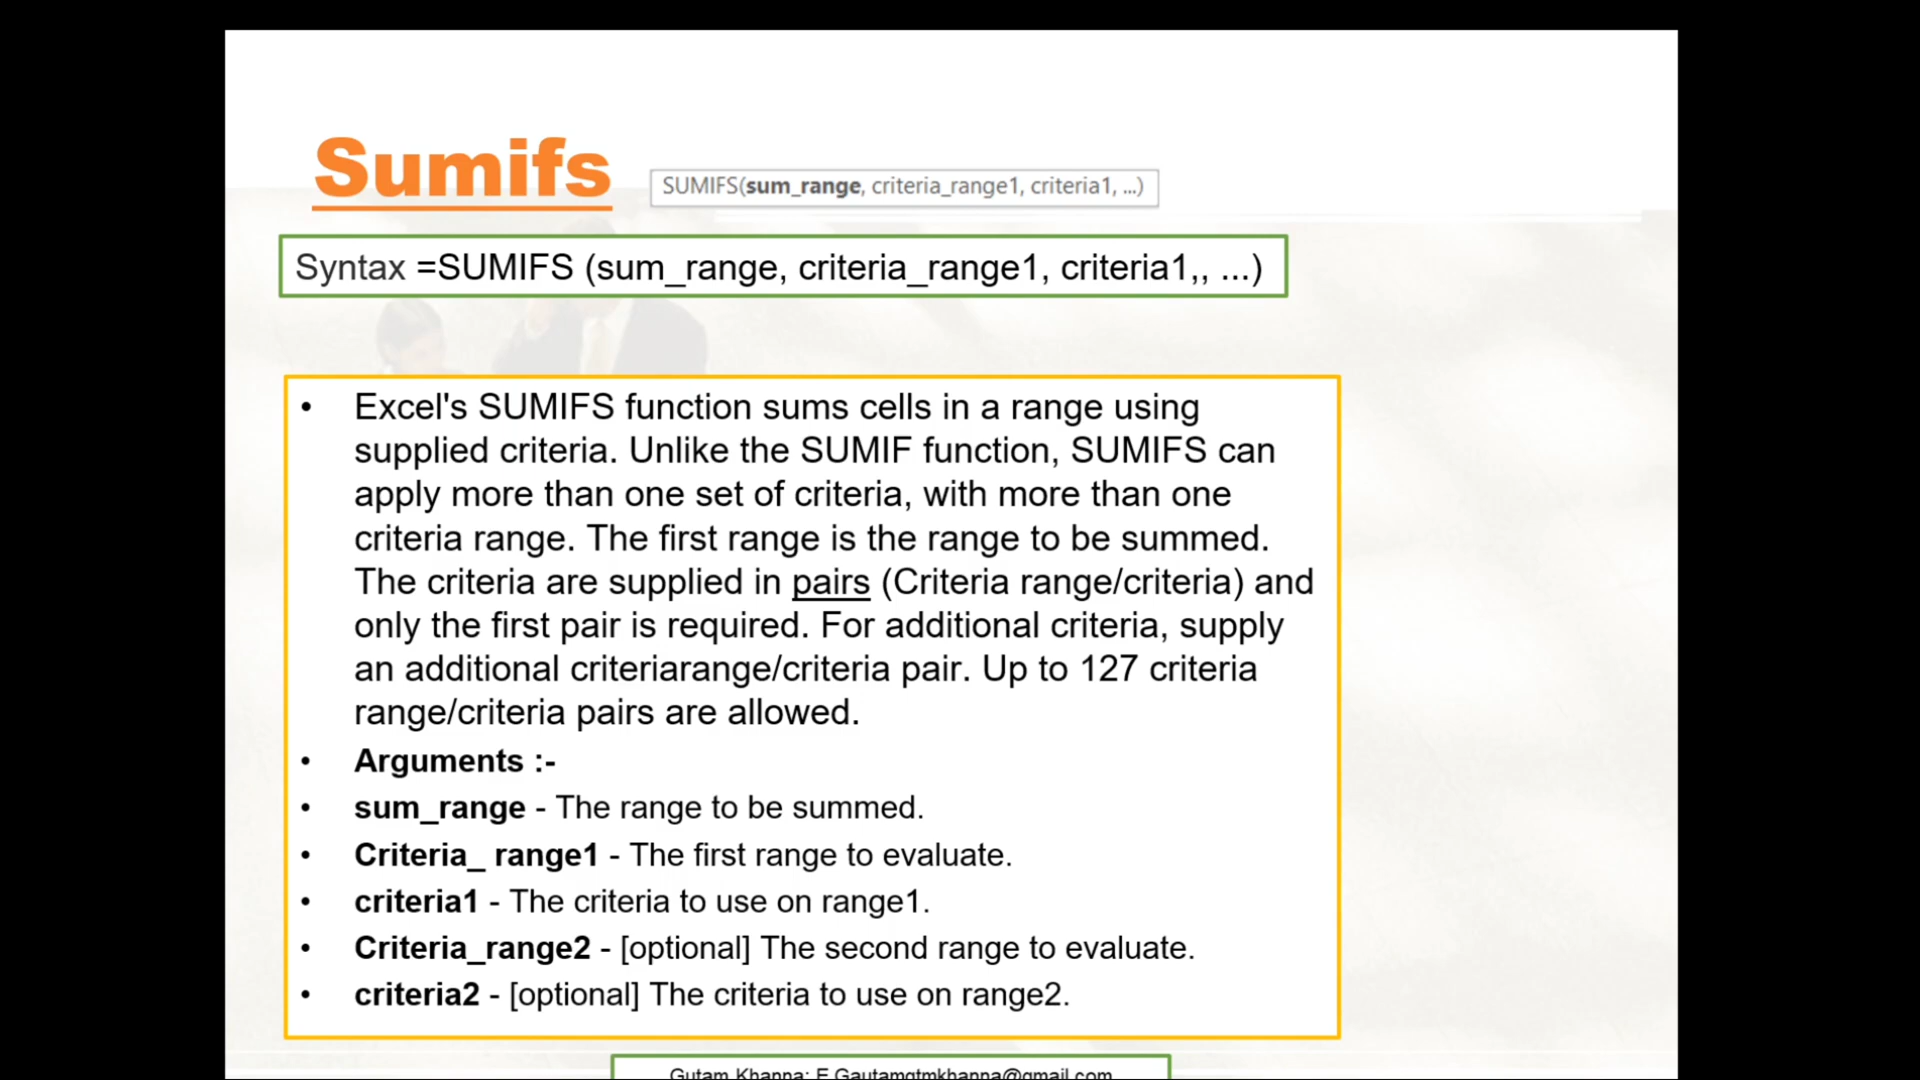 Sumifs
SUMIFS(sum_range, criteria_range1, criteria1, ...)
Syntax =SUMIFS (sum_range, criteria_range1, criteria1,, ...)
• Excel's SUMIFS function sums cells in a range using
supplied criteria. Unlike the SUMIF function, SUMIFS can
apply more than one set of criteria, with more than one
criteria range. The first range is the range to be summed.
The criteria are supplied in pairs (Criteria range/criteria) and
only the first pair is required. For additional criteria, supply
an additional criteriarange/criteria pair. Up to 127 criteria
range/criteria pairs are allowed.
• Arguments :-
• sum_range - The range to be summed.
• Criteria_ range1 - The first range to evaluate.
• criteria1 - The criteria to use on range1.
• Criteria_range2 - [optional] The second range to evaluate.
• criteria2 - [optional] The criteria to use on range2.
Gutam Khanna: E Gautamgtmkhanna@gmail.com